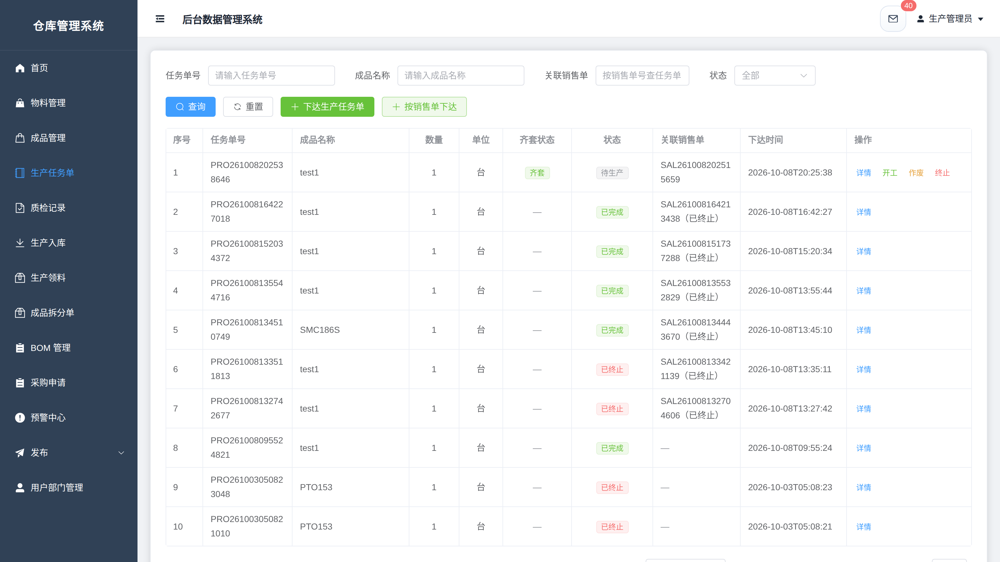 仓库管理系统
首页
物料管理
成品管理
生产任务单
质检记录
生产入库
生产领料
成品拆分单
BOM 管理
采购申请
预警中心
发布
用户部门管理
后台数据管理系统
40
生产管理员
任务单号 请输入任务单号 成品名称 请输入成品名称 关联销售单 按销售单号查任务单 状态 全部
查询 重置 下达生产任务单 按销售单下达
序号 任务单号 成品名称 数量 单位 齐套状态 状态 关联销售单 下达时间 操作
1 PRO26100820253 test1 1 台 齐套 待生产 SAL26100820251 2026-10-08T20:25:38 详情 开工 作废 终止
8646 5659
2 PRO26100816422 test1 1 台 — 已完成 SAL26100816421 2026-10-08T16:42:27 详情
7018 3438（已终止）
3 PRO26100815203 test1 1 台 — 已完成 SAL26100815173 2026-10-08T15:20:34 详情
4372 7288（已终止）
4 PRO26100813554 test1 1 台 — 已完成 SAL26100813553 2026-10-08T13:55:44 详情
4716 2829（已终止）
5 PRO26100813451 SMC186S 1 台 — 已完成 SAL26100813444 2026-10-08T13:45:10 详情
0749 3670（已终止）
6 PRO26100813351 test1 1 台 — 已终止 SAL26100813342 2026-10-08T13:35:11 详情
1813 1139（已终止）
7 PRO26100813274 test1 1 台 — 已终止 SAL26100813270 2026-10-08T13:27:42 详情
2677 4606（已终止）
8 PRO26100809552 test1 1 台 — 已完成 — 2026-10-08T09:55:24 详情
4821
9 PRO26100305082 PTO153 1 台 — 已终止 — 2026-10-03T05:08:23 详情
3048
10 PRO26100305082 PTO153 1 台 — 已终止 — 2026-10-03T05:08:21 详情
1010